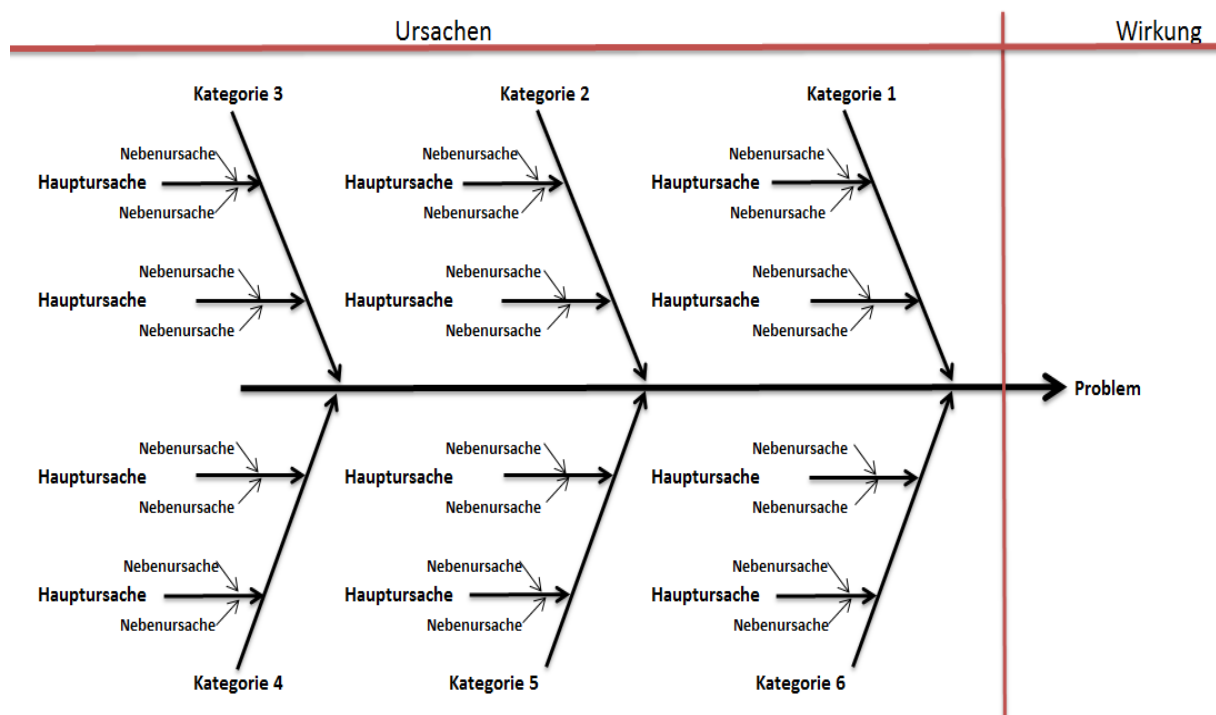 Ursachen
Wirkung
Kategorie 3
Kategorie 2
Kategorie 1
Nebenursache
Nebenursache
Nebenursache
Hauptursache
Hauptursache
Hauptursache
Nebenursache
Nebenursache
Nebenursache
Nebenursache
Nebenursache
Nebenursache
Hauptursache
Hauptursache
Hauptursache
Nebenursache
Nebenursache
Nebenursache
Problem
Nebenursache
Nebenursache
Nebenursache
Hauptursache
Hauptursache
Hauptursache
Nebenursache
Nebenursache
Nebenursache
Nebenursache
Nebenursache
Nebenursache
Hauptursache
Hauptursache
Hauptursache
Nebenursache
Nebenursache
Nebenursache
Kategorie 4
Kategorie 5
Kategorie 6